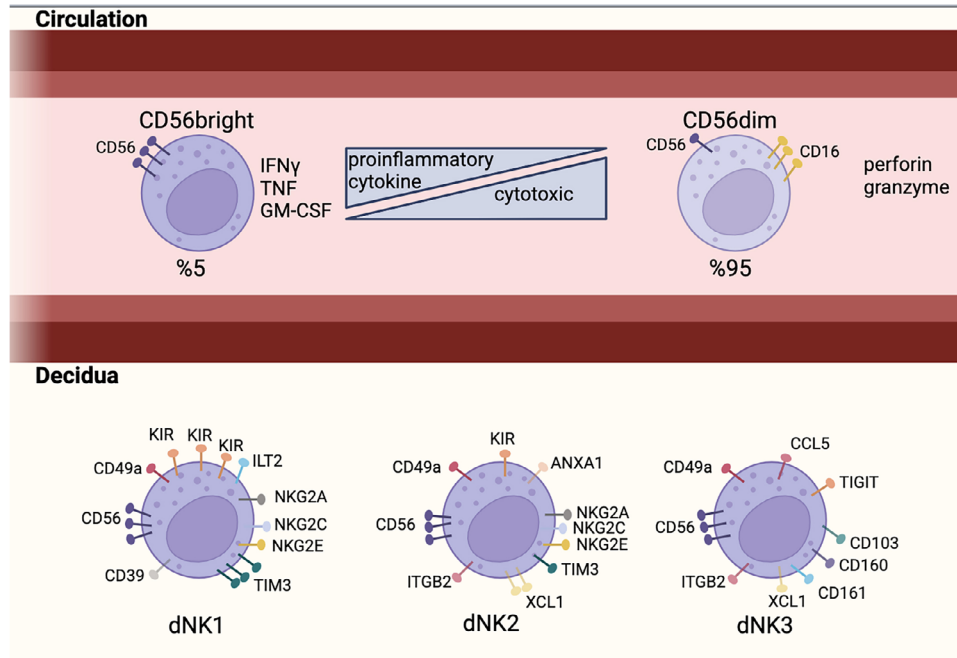 Circulation
CD56bright
CD56
IFNγ
TNF
GM-CSF
%5
proinflammatory
cytokine
cytotoxic
CD56dim
CD56
CD16
perforin
granzyme
%95
Decidua
KIR
KIR
KIR
ILT2
CD49a
NKG2A
CD56
NKG2C
NKG2E
CD39
TIM3
dNK1
KIR
CD49a
ANXA1
NKG2A
CD56
NKG2C
NKG2E
ITGB2
TIM3
XCL1
dNK2
CCL5
CD49a
TIGIT
CD56
CD103
CD160
ITGB2
CD161
XCL1
dNK3